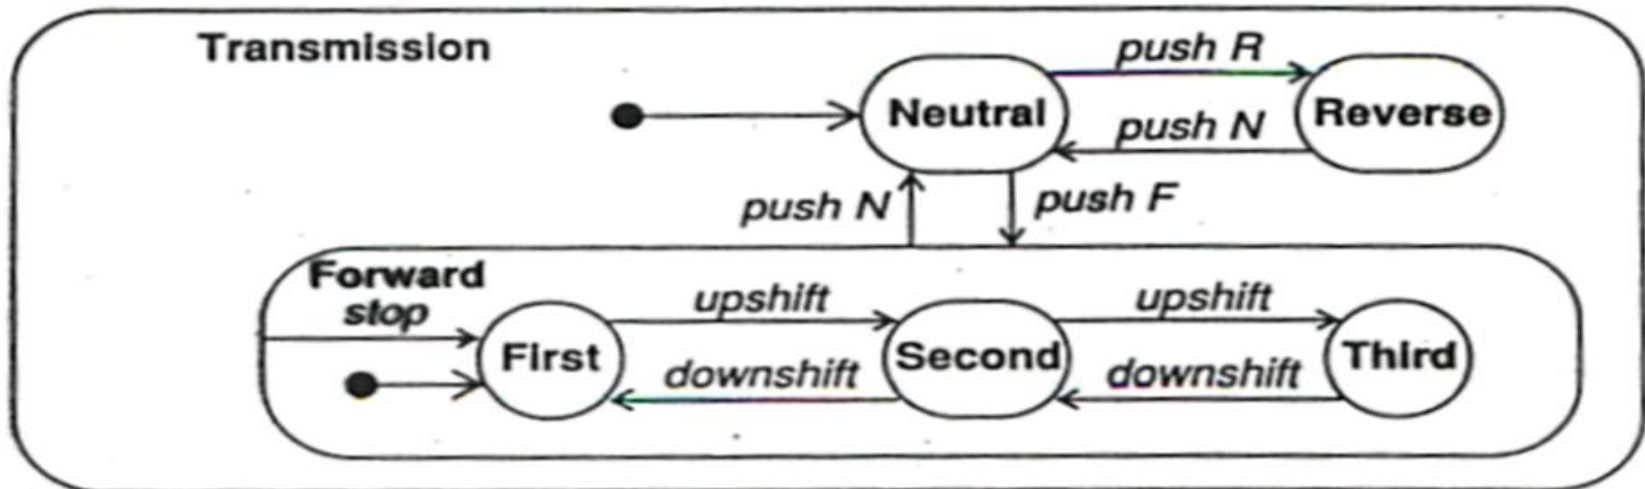 Transmission
push R
Neutral
Reverse
push N
push N
push F
Forward
stop
upshift
upshift
First
Second
Third
downshift
downshift